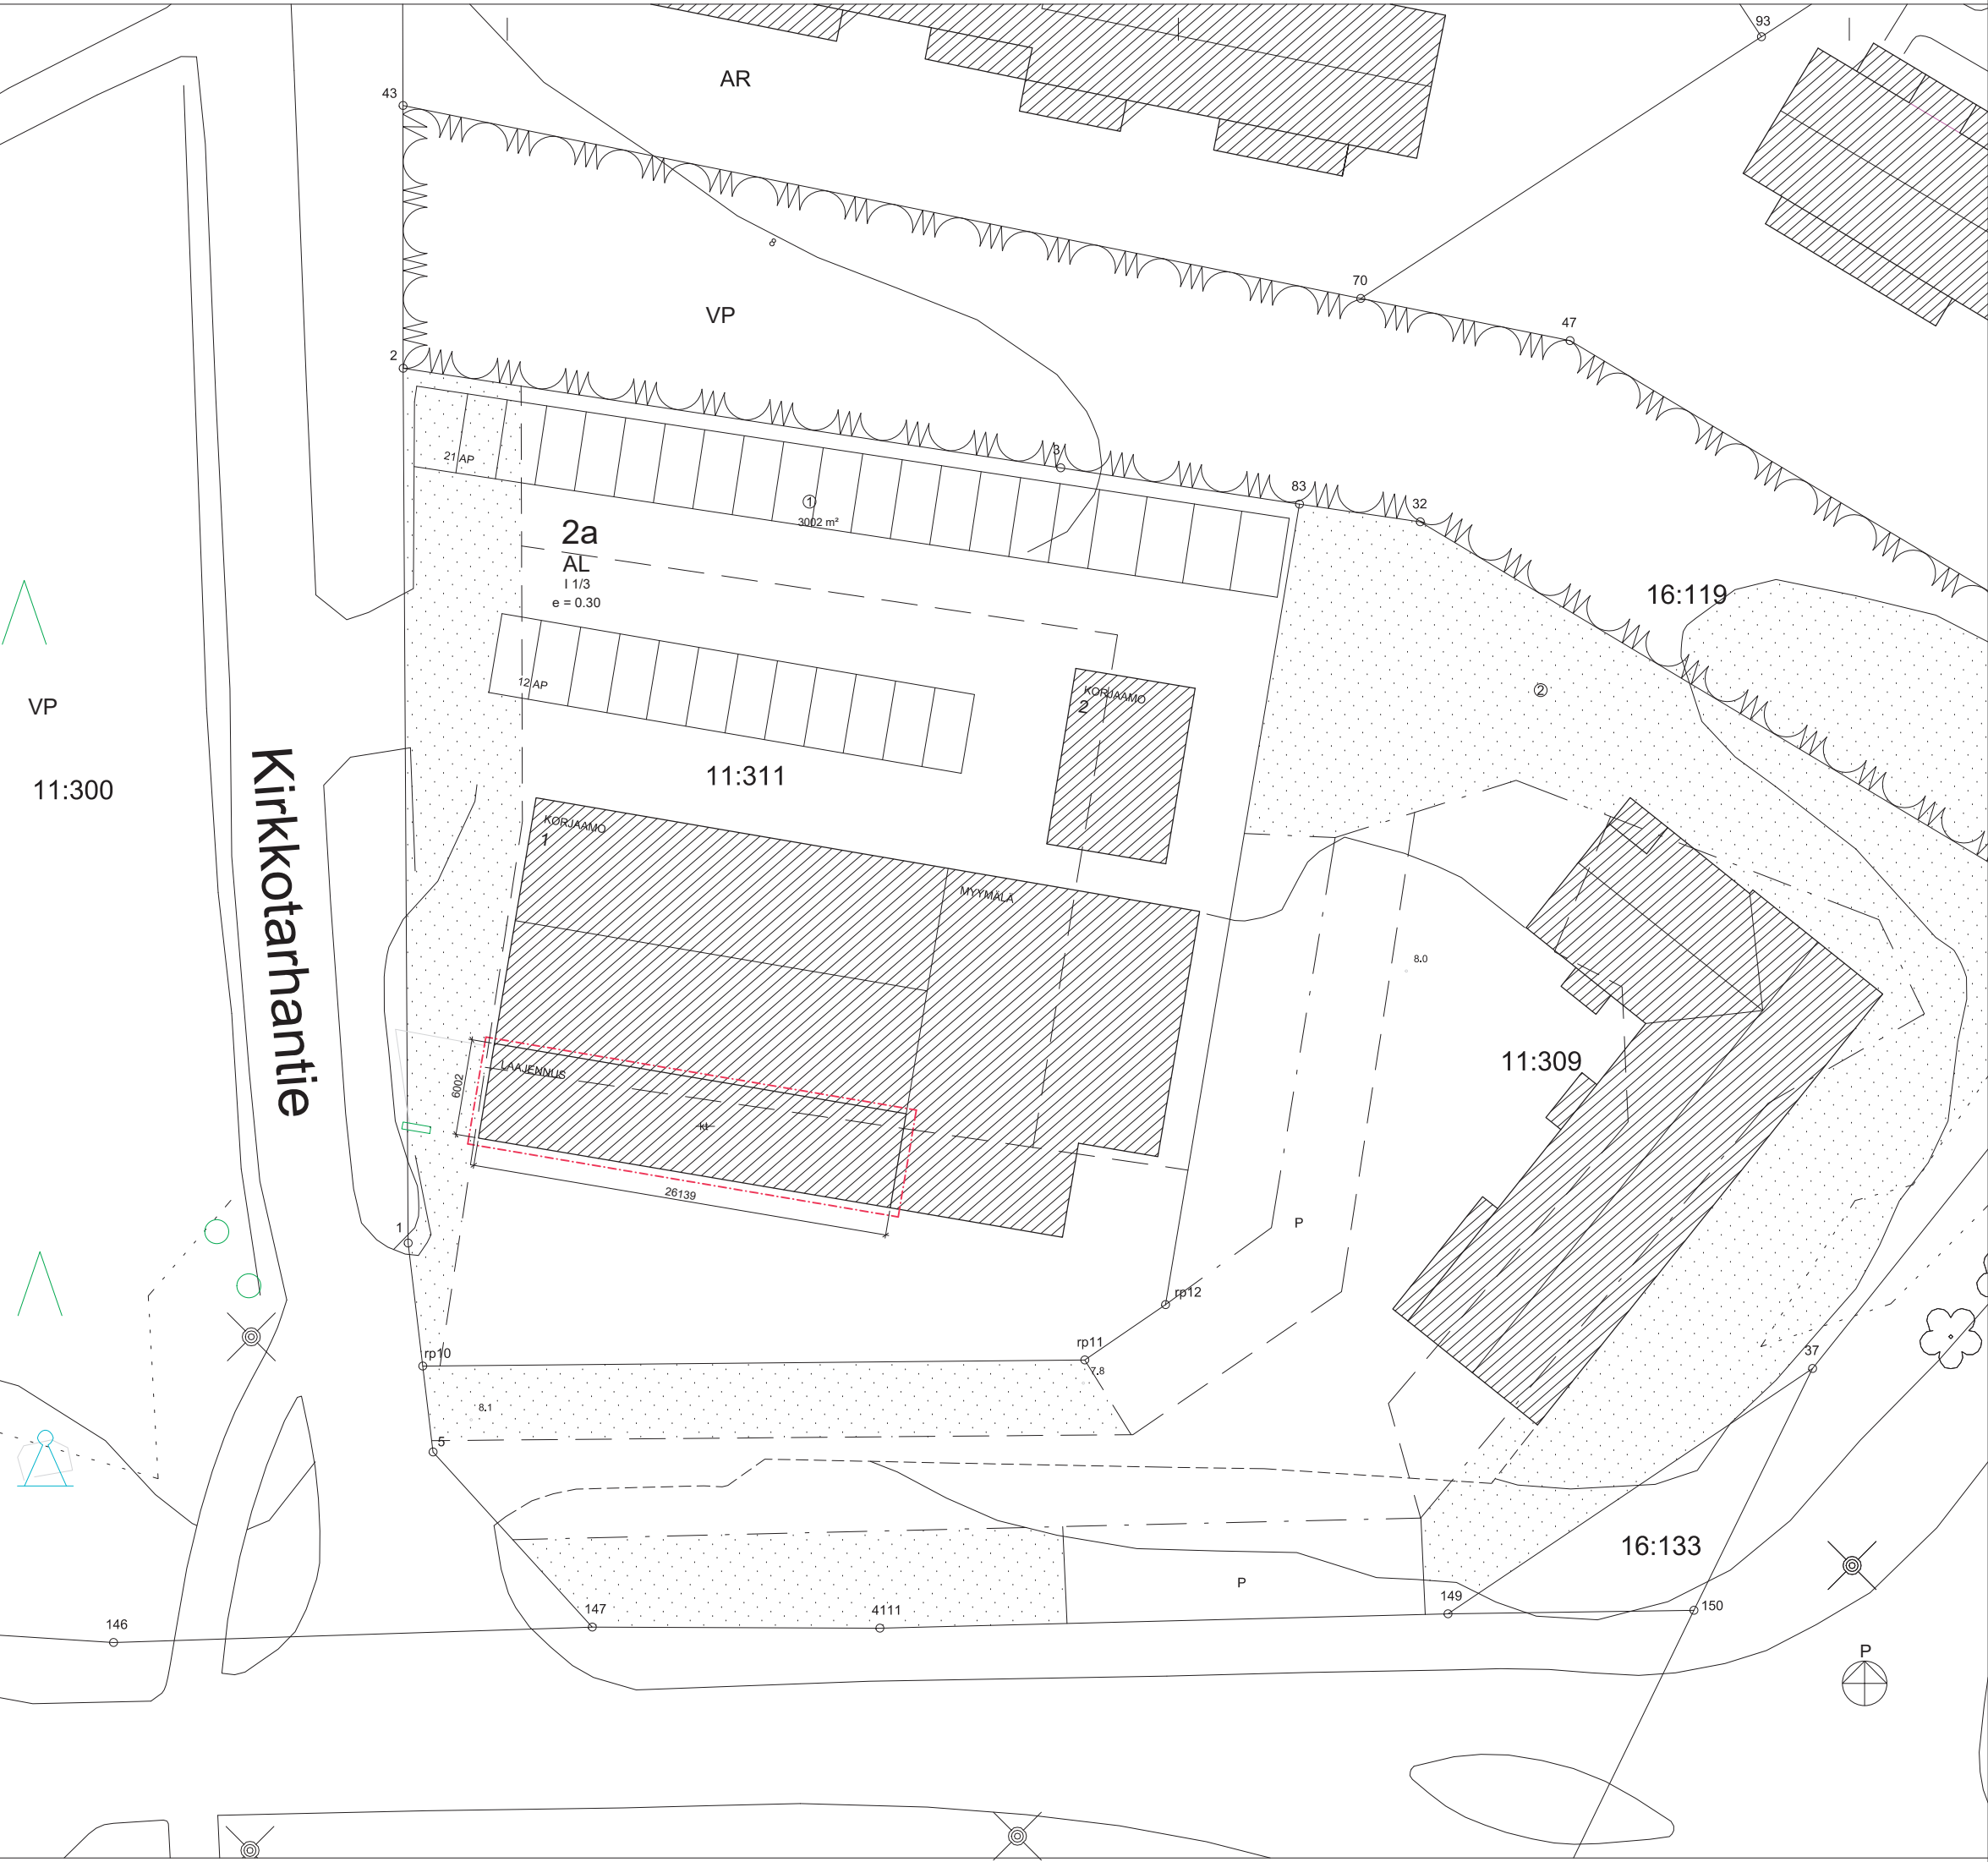 93
AR
43
8
70
VP
47
2
3
21 AP
83
1
32
3002 m²
2a
AL
I 1/3
e = 0.30
16:119
12 AP
KORJAAMO
2
2
VP
11:311
11:300
Kirkkotarhantie
KORJAAMO
1
MYYMÄLÄ
8.0
LAAJENNUS
11:309
6002
kt
26139
1
P
rp12
rp11
rp10
7.8
37
8.1
5
16:133
P
149
150
147
4111
146
P